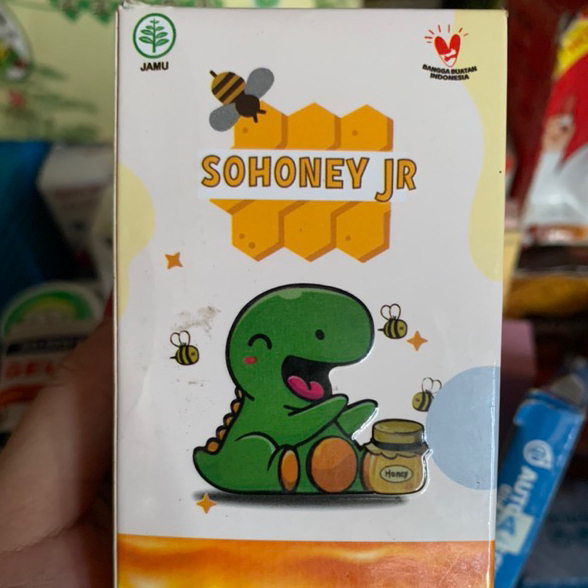 JAMU
BANGGA BUATAN
INDONESIA
SOHONEY JR
Honey